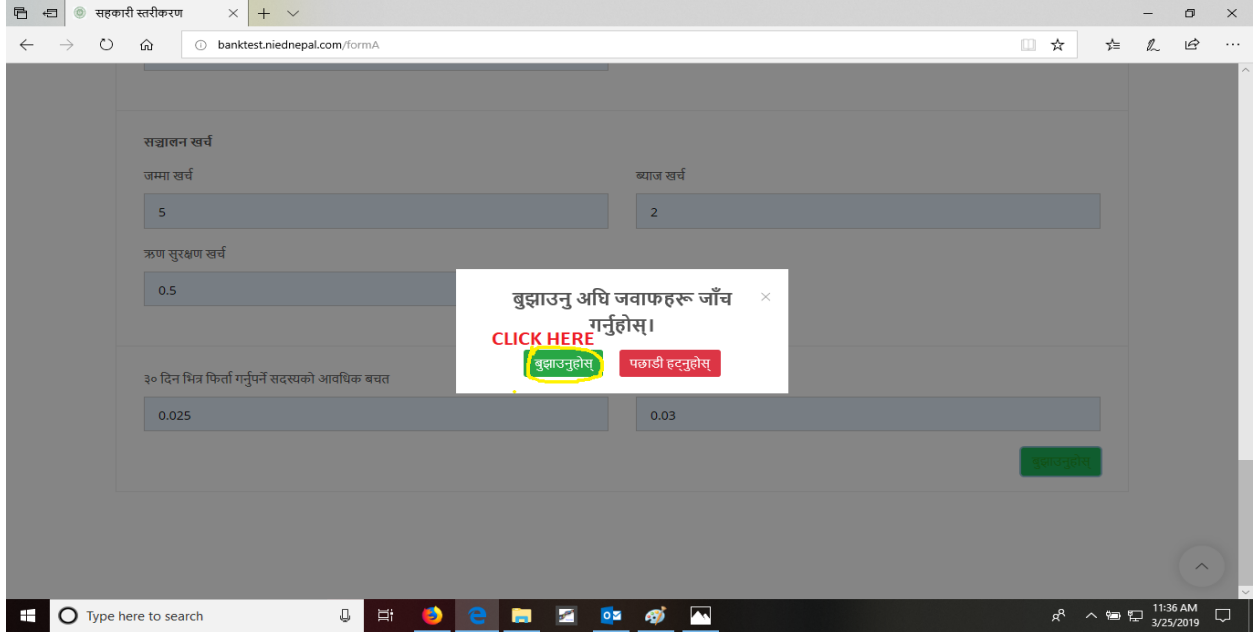 सहकारी स्तरीकरण
banktest.niednepal.com/formA
सञ्चालन खर्च
जम्मा खर्च
ब्याज खर्च
5
2
ऋण सुरक्षण खर्च
0.5
बुझाउनु अघि जवाफहरू जाँच
गर्नुहोस्।
CLICK HERE
बुझाउनुहोस्
पछाडी हट्नुहोस्
३० दिन भित्र फिर्ता गर्नुपर्ने सदस्यको आवधिक बचत
0.025
0.03
बुझाउनुहोस्
Type here to search
11:36 AM
3/25/2019